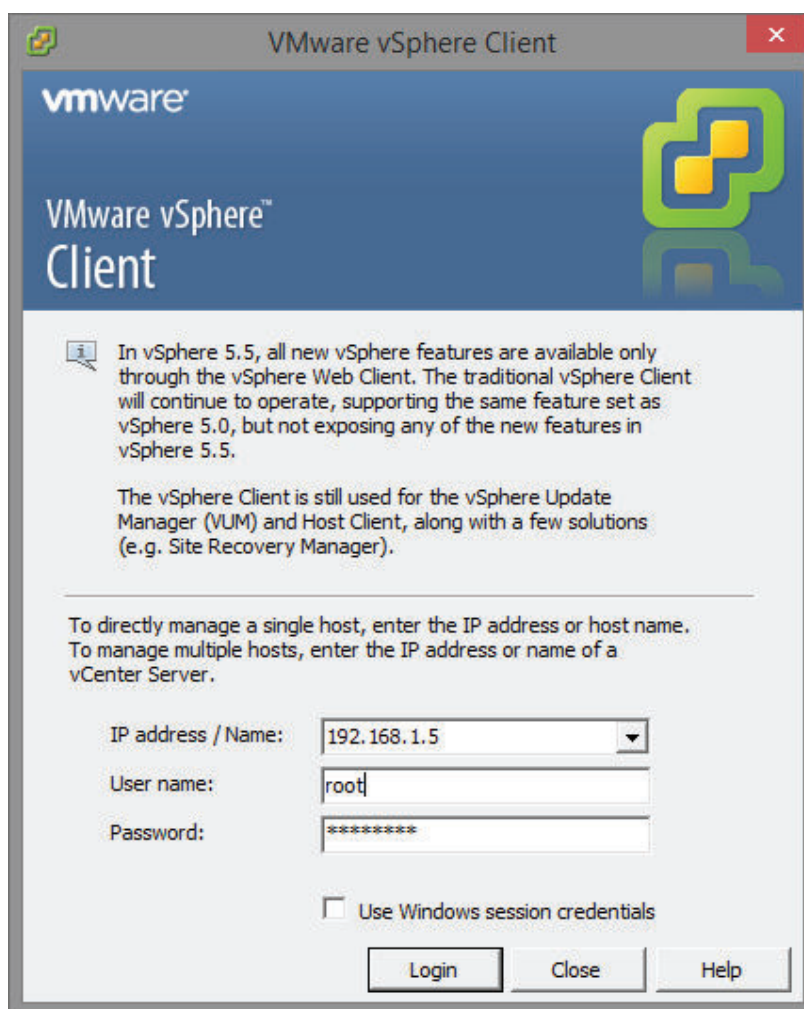 VMware vSphere Client
vmware
VMware vSphere™
Client
In vSphere 5.5, all new vSphere features are available only
through the vSphere Web Client. The traditional vSphere Client
will continue to operate, supporting the same feature set as
vSphere 5.0, but not exposing any of the new features in
vSphere 5.5.
The vSphere Client is still used for the vSphere Update
Manager (VUM) and Host Client, along with a few solutions
(e.g. Site Recovery Manager).
To directly manage a single host, enter the IP address or host name.
To manage multiple hosts, enter the IP address or name of a
vCenter Server.
IP address / Name: 192.168.1.5
User name: root
Password: ********
Use Windows session credentials
Login Close Help